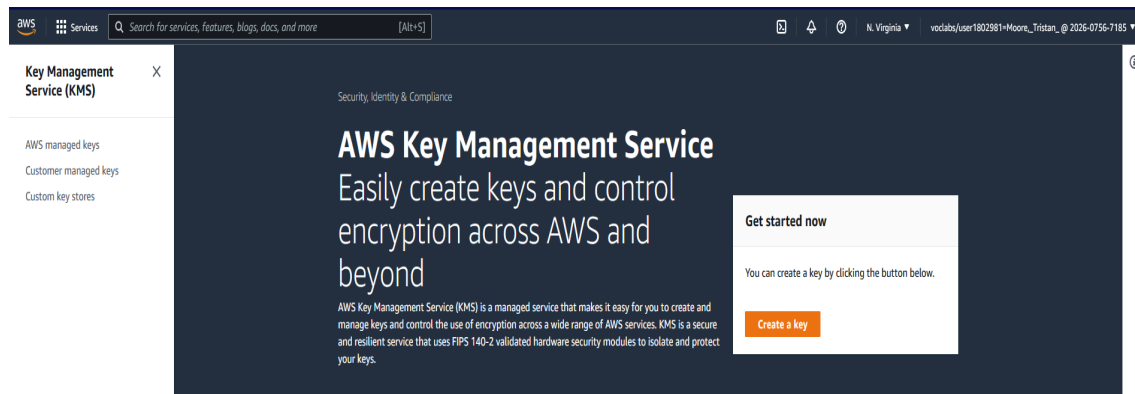 aws Services Search for services, features, blogs, docs, and more [Alt+S] N. Virginia ▼ voclabs/user1802981=Moore,_Tristan_ @ 2026-0756-7185 ▼
Key Management
Service (KMS)
AWS managed keys
Customer managed keys
Custom key stores
Security, Identity & Compliance
AWS Key Management Service
Easily create keys and control
encryption across AWS and
beyond
AWS Key Management Service (KMS) is a managed service that makes it easy for you to create and
manage keys and control the use of encryption across a wide range of AWS services. KMS is a secure
and resilient service that uses FIPS 140-2 validated hardware security modules to isolate and protect
your keys.
Get started now
You can create a key by clicking the button below.
Create a key